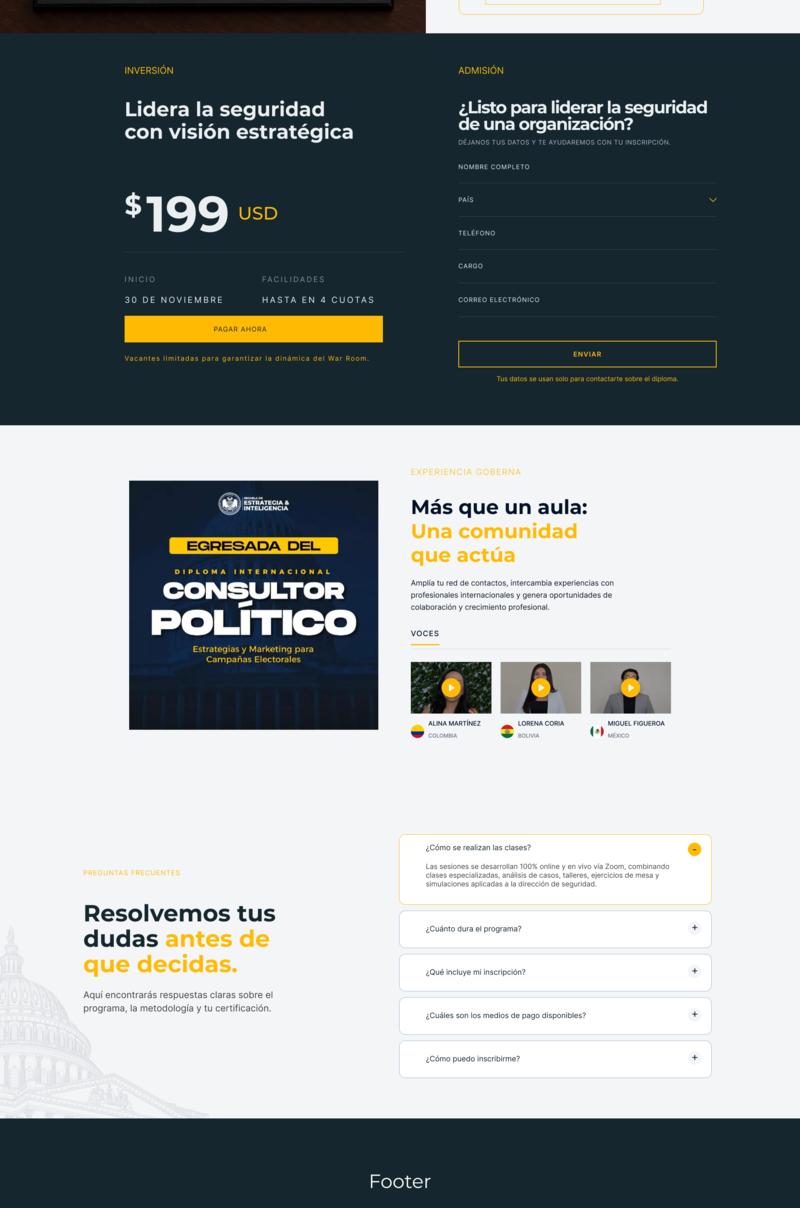 INVERSIÓN
Lidera la seguridad
con visión estratégica
$199 USD
INICIO
30 DE NOVIEMBRE
FACILIDADES
HASTA EN 4 CUOTAS
PAGAR AHORA
Vacantes limitadas para garantizar la dinámica del War Room.
ADMISIÓN
¿Listo para liderar la seguridad
de una organización?
DÉJANOS TUS DATOS Y TE AYUDAREMOS CON TU INSCRIPCIÓN.
NOMBRE COMPLETO
PAÍS
TELÉFONO
CARGO
CORREO ELECTRÓNICO
ENVIAR
Tus datos se usan solo para contactarte sobre el diploma.
ESCUELA DE
ESTRATEGIA &
INTELIGENCIA
EGRESADA DEL
DIPLOMA INTERNACIONAL
CONSULTOR
POLÍTICO
Estrategias y Marketing para
Campañas Electorales
EXPERIENCIA GOBERNA
Más que un aula:
Una comunidad
que actúa
Amplía tu red de contactos, intercambia experiencias con
profesionales internacionales y genera oportunidades de
colaboración y crecimiento profesional.
VOCES
ALINA MARTÍNEZ
COLOMBIA
LORENA CORIA
BOLIVIA
MIGUEL FIGUEROA
MÉXICO
PREGUNTAS FRECUENTES
Resolvemos tus
dudas antes de
que decidas.
Aquí encontrarás respuestas claras sobre el
programa, la metodología y tu certificación.
¿Cómo se realizan las clases?
Las sesiones se desarrollan 100% online y en vivo vía Zoom, combinando
clases especializadas, análisis de casos, talleres, ejercicios de mesa y
simulaciones aplicadas a la dirección de seguridad.
¿Cuánto dura el programa?
¿Qué incluye mi inscripción?
¿Cuáles son los medios de pago disponibles?
¿Cómo puedo inscribirme?
Footer